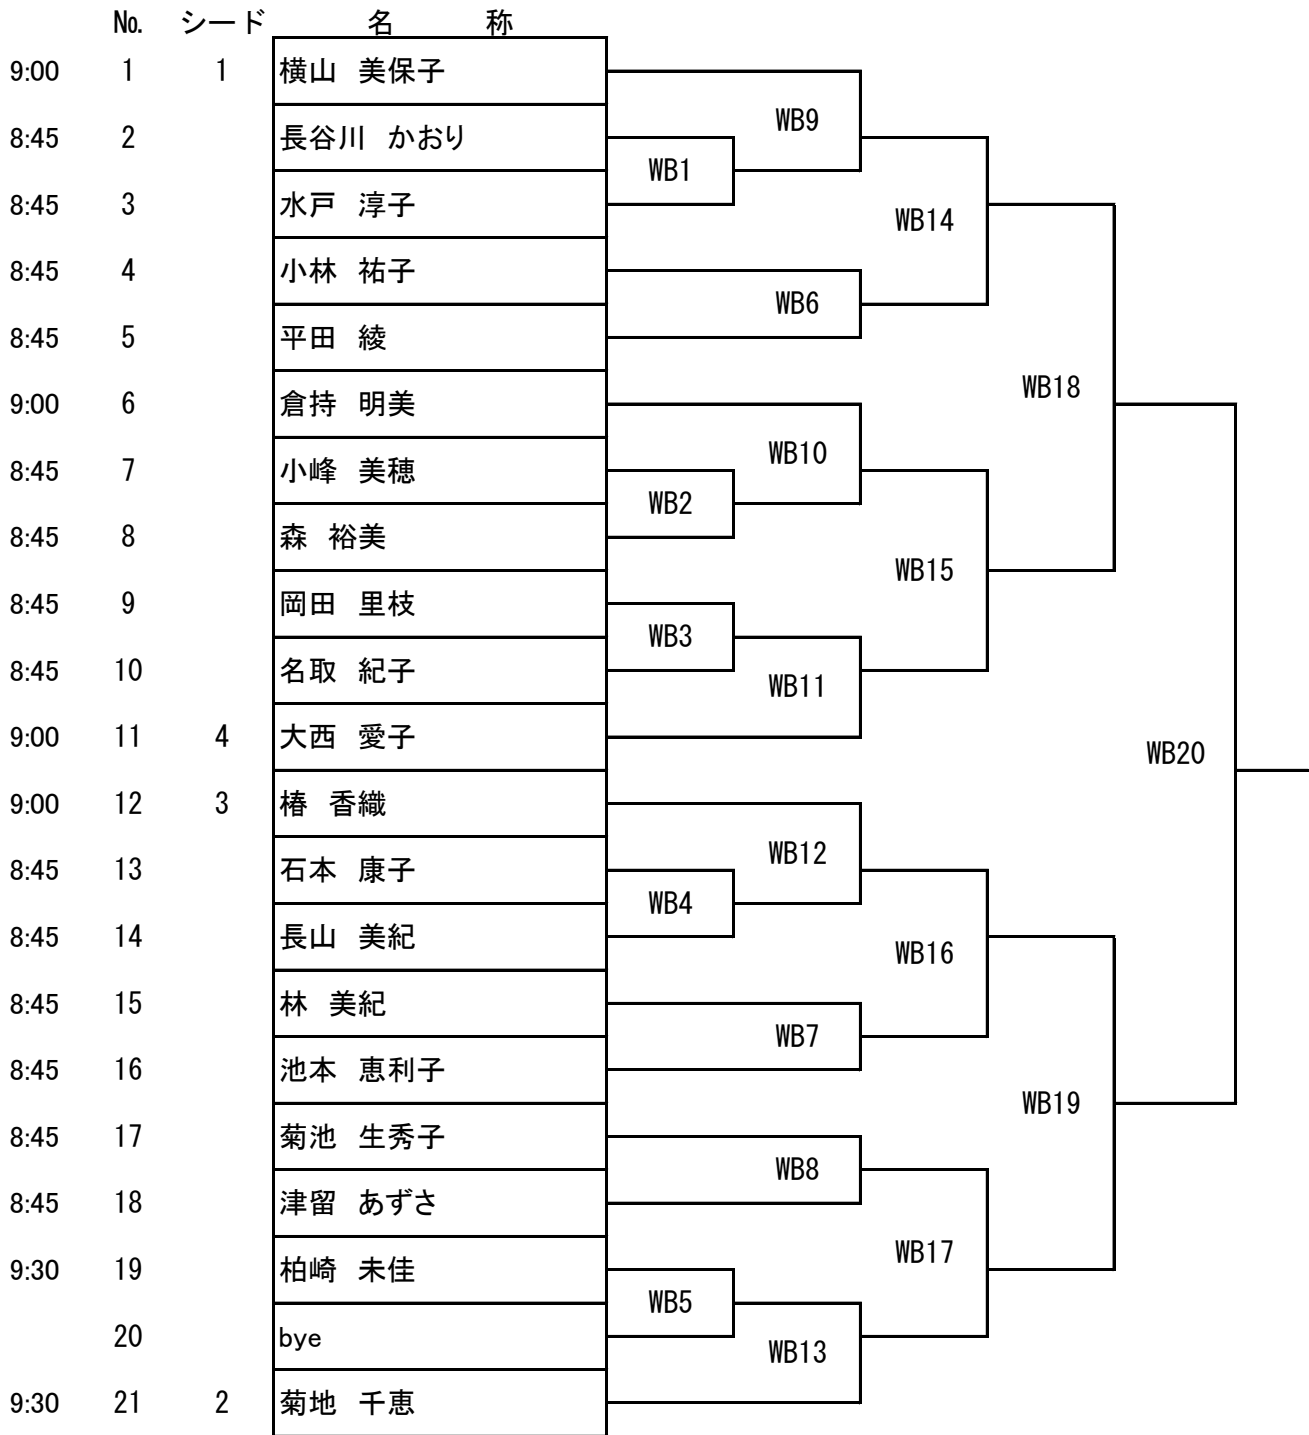 № シード 名 称
9:00 1 1 横山 美保子
WB9
8:45 2 長谷川 かおり
WB1
8:45 3 水戸 淳子
WB14
8:45 4 小林 祐子
WB6
8:45 5 平田 綾
WB18
9:00 6 倉持 明美
WB10
8:45 7 小峰 美穂
WB2
8:45 8 森 裕美
WB15
8:45 9 岡田 里枝
WB3
8:45 10 名取 紀子
WB11
9:00 11 4 大西 愛子
WB20
9:00 12 3 椿 香織
WB12
8:45 13 石本 康子
WB4
8:45 14 長山 美紀
WB16
8:45 15 林 美紀
WB7
8:45 16 池本 恵利子
WB19
8:45 17 菊池 生秀子
WB8
8:45 18 津留 あずさ
WB17
9:30 19 柏崎 未佳
WB5
20 bye
WB13
9:30 21 2 菊地 千恵